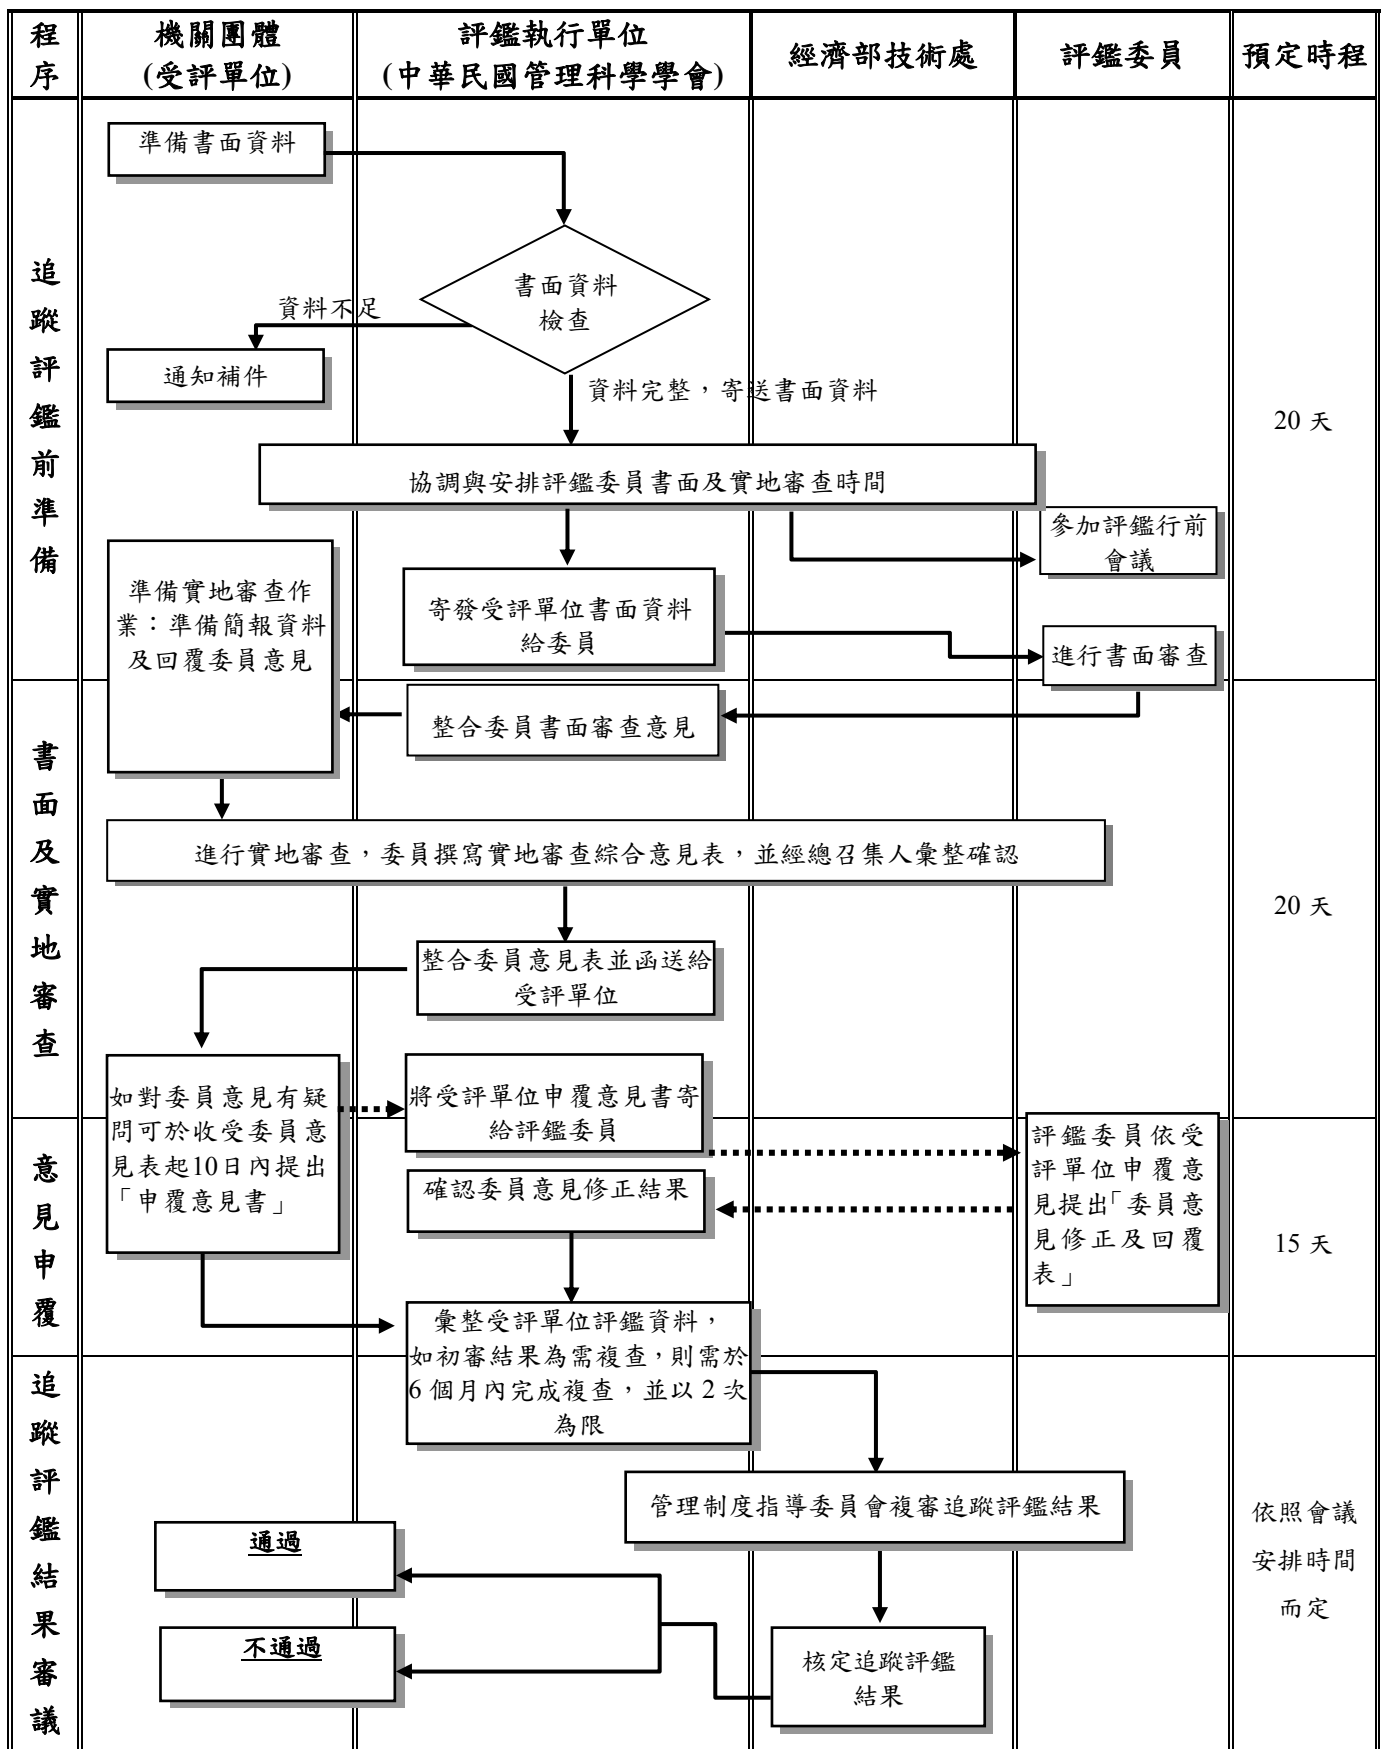 程
序
機關團體
(受評單位)
評鑑執行單位
(中華民國管理科學學會)
經濟部技術處
評鑑委員
預定時程
追蹤評鑑前準備
準備書面資料
書面資料
檢查
資料不足
通知補件
資料完整，寄送書面資料
20 天
協調與安排評鑑委員書面及實地審查時間
參加評鑑行前
會議
準備實地審查作
業：準備簡報資料
及回覆委員意見
寄發受評單位書面資料
給委員
進行書面審查
書面及實地審查
整合委員書面審查意見
進行實地審查，委員撰寫實地審查綜合意見表，並經總召集人彙整確認
20 天
整合委員意見表並函送給
受評單位
如對委員意見有疑
問可於收受委員意
見表起10日內提出
「申覆意見書」
將受評單位申覆意見書寄
給評鑑委員
意見申覆
評鑑委員依受
評單位申覆意
見提出「委員意
見修正及回覆
表」
確認委員意見修正結果
15 天
彙整受評單位評鑑資料，
如初審結果為需複查，則需於
6 個月內完成複查，並以 2 次
為限
追蹤評鑑結果審議
管理制度指導委員會複審追蹤評鑑結果
依照會議
安排時間
而定
通過
不通過
核定追蹤評鑑
結果